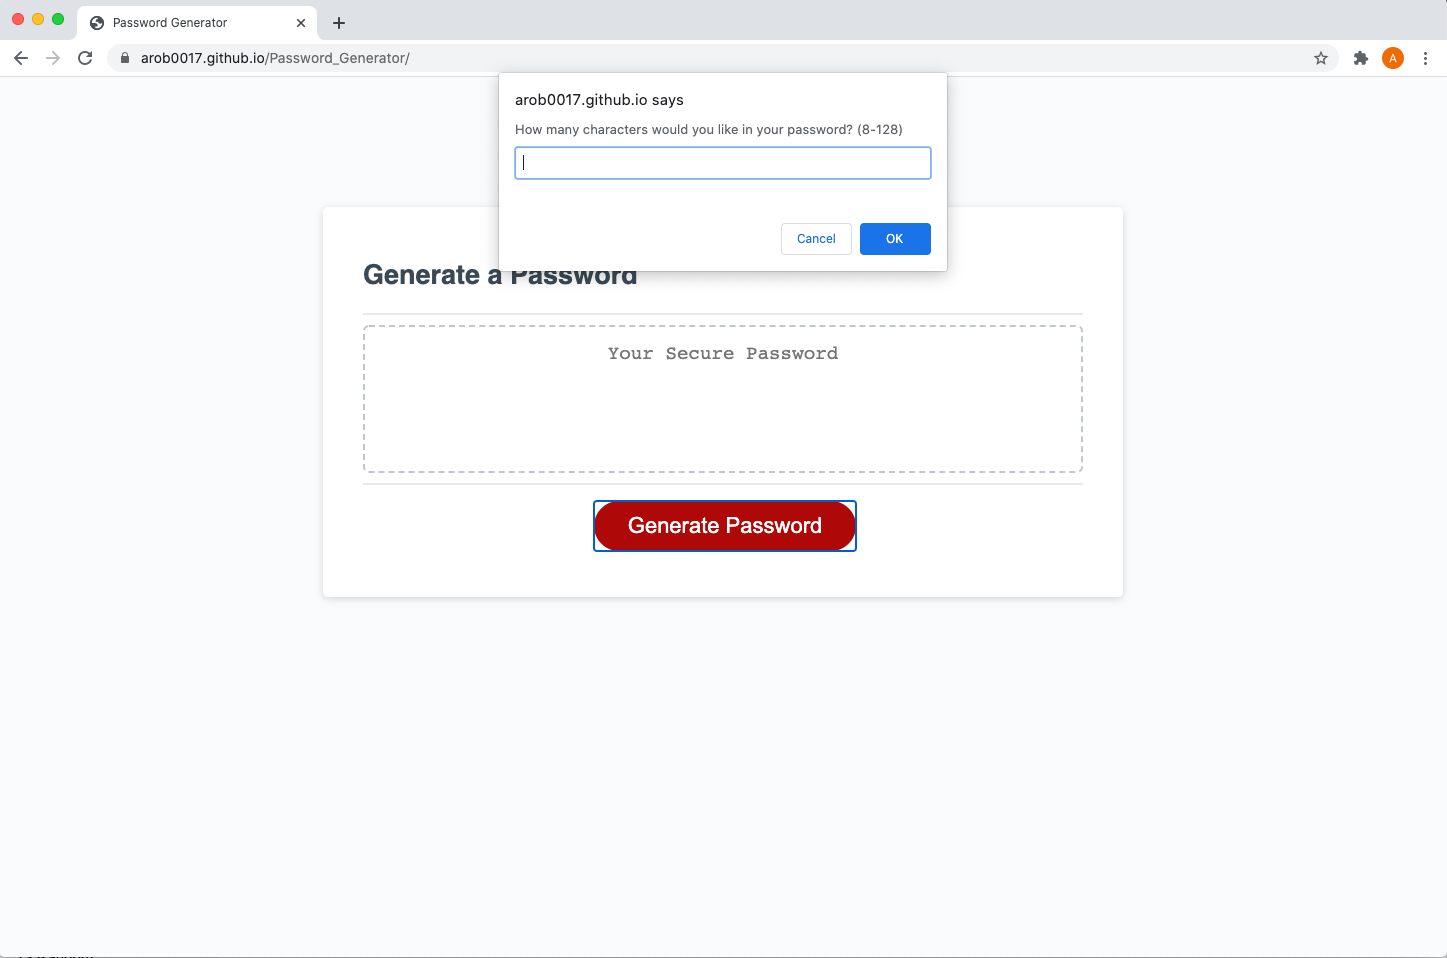 Password Generator
arob0017.github.io/Password_Generator/
A
arob0017.github.io says
How many characters would you like in your password? (8-128)
Cancel
OK
Generate a Password
Your Secure Password
Generate Password